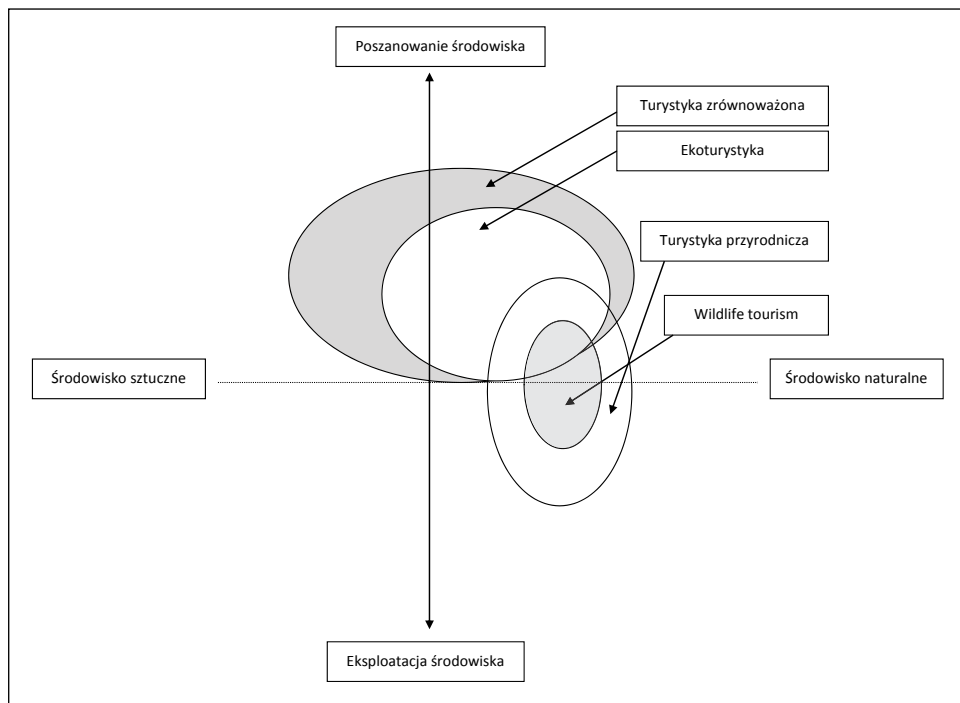 Poszanowanie środowiska
Turystyka zrównoważona
Ekoturystyka
Turystyka przyrodnicza
Wildlife tourism
Środowisko sztuczne
Środowisko naturalne
Eksploatacja środowiska